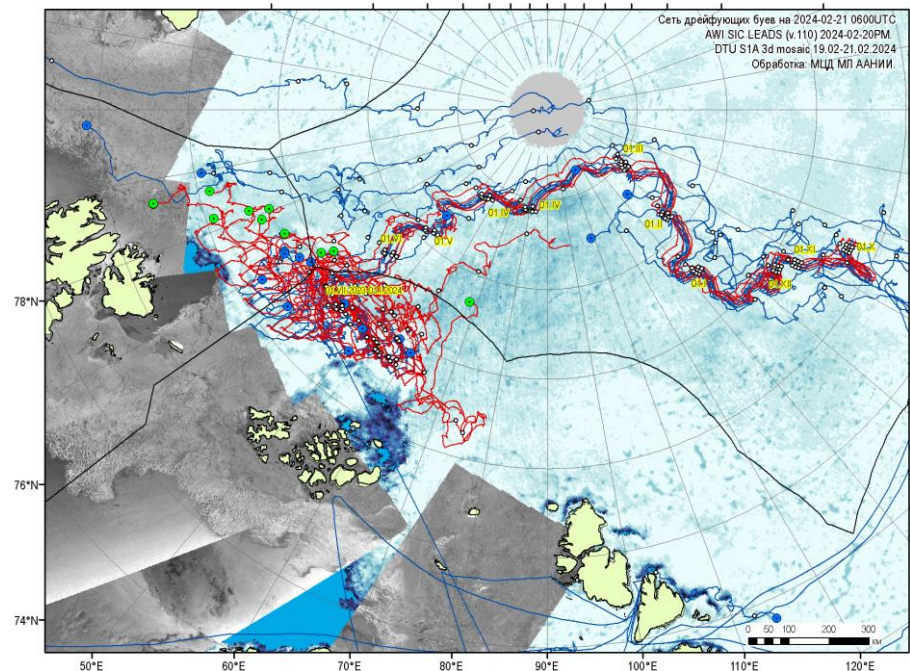 Сеть дрейфующих буев на 2024-02-21 0600UTC
AWI SIC LEADS (v.110) 2024-02-20PM.
DTU S1A 3d mosaic 19.02-21.02.2024
Обработка: МЦД МЛ ААНИИ.
01.III
01.IV
01.IV
01.II
01.VI
01.V
01.XI
01.X
01.I
01.XII
78°N
76°N
74°N
0 50 100 200 300
КМ
50°E
60°E
70°E
80°E
90°E
100°E
110°E
120°E